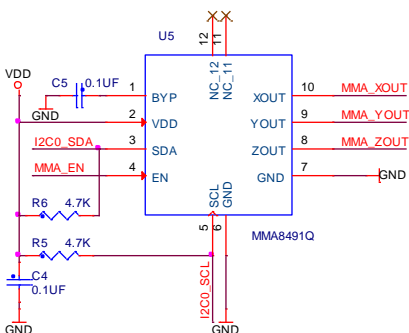 U5
12
11
NC_12
NC_11
VDD
C5
0.1UF
GND
1
BYP
XOUT
10
MMA_XOUT
2
VDD
YOUT
9
MMA_YOUT
I2C0_SDA
3
SDA
ZOUT
8
MMA_ZOUT
MMA_EN
4
EN
GND
7
GND
SCL
GND
R6
4.7K
5
6
MMA8491Q
R5
4.7K
I2C0_SCL
C4
0.1UF
GND
GND